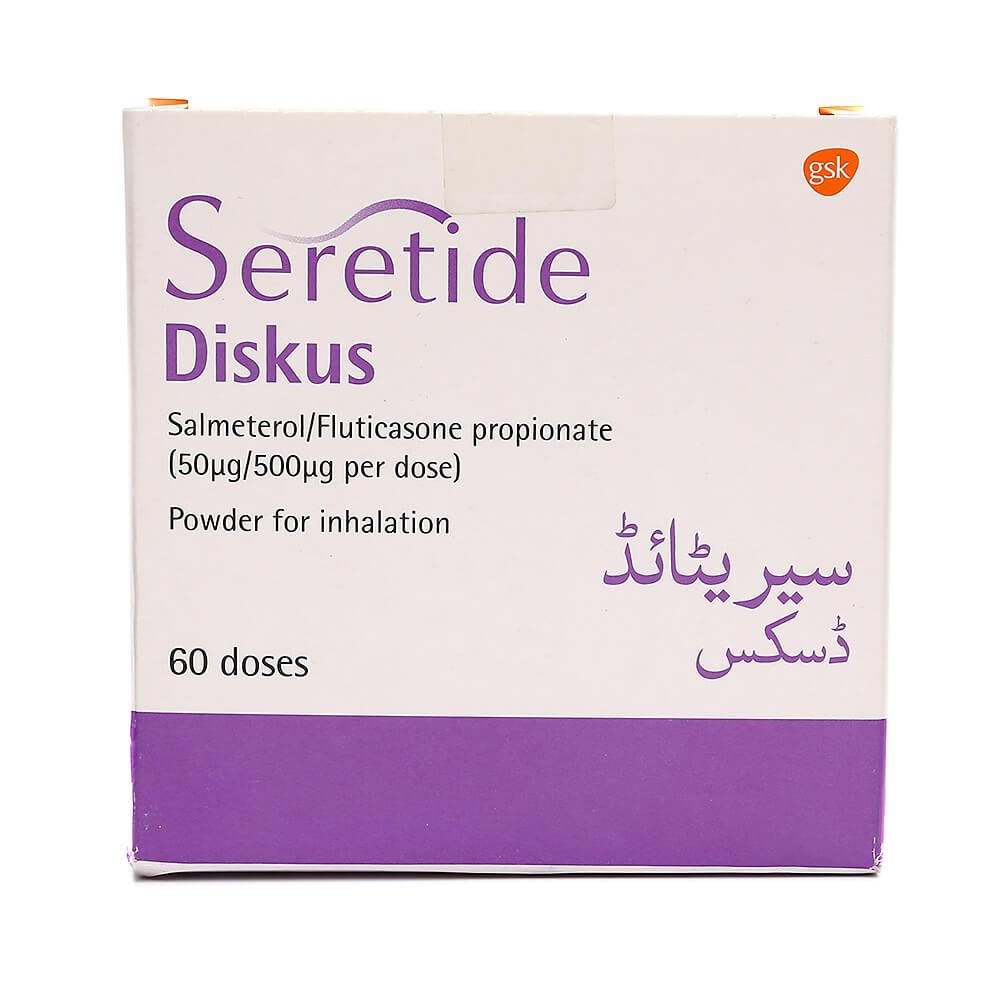 gsk
Seretide
Diskus
Salmeterol/Fluticasone propionate
(50µg/500µg per dose)
Powder for inhalation
سیریٹائڈ
ڈسکس
60 doses